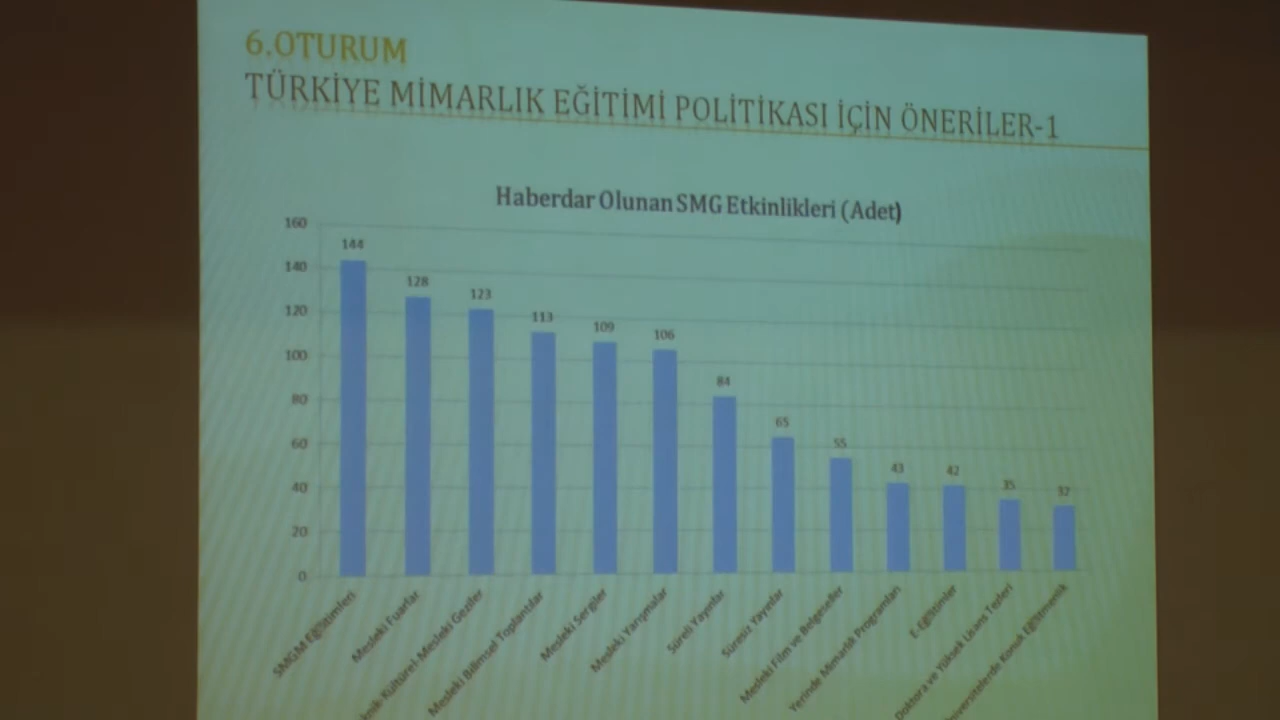 6.OTURUM
TÜRKİYE MİMARLIK EĞİTİMİ POLİTİKASI İÇİN ÖNERİLER-1
Haberdar Olunan SMG Etkinlikleri (Adet)
160
140
120
100
80
60
40
20
0
144
128
123
113
109
106
84
65
55
43
42
35
32
SMGM Eğitimleri
Mesleki Fuarlar
Kültürel-Mesleki Geziler
Mesleki Bilimsel Toplantılar
Mesleki Sergiler
Mesleki Yarışmalar
Süreli Yayınlar
Süresiz Yayınlar
Mesleki Film ve Belgeseller
Yerinde Mimarlık Programları
E-Eğitimler
Doktora ve Yüksek Lisans Tezleri
Konuk Eğitmenlik